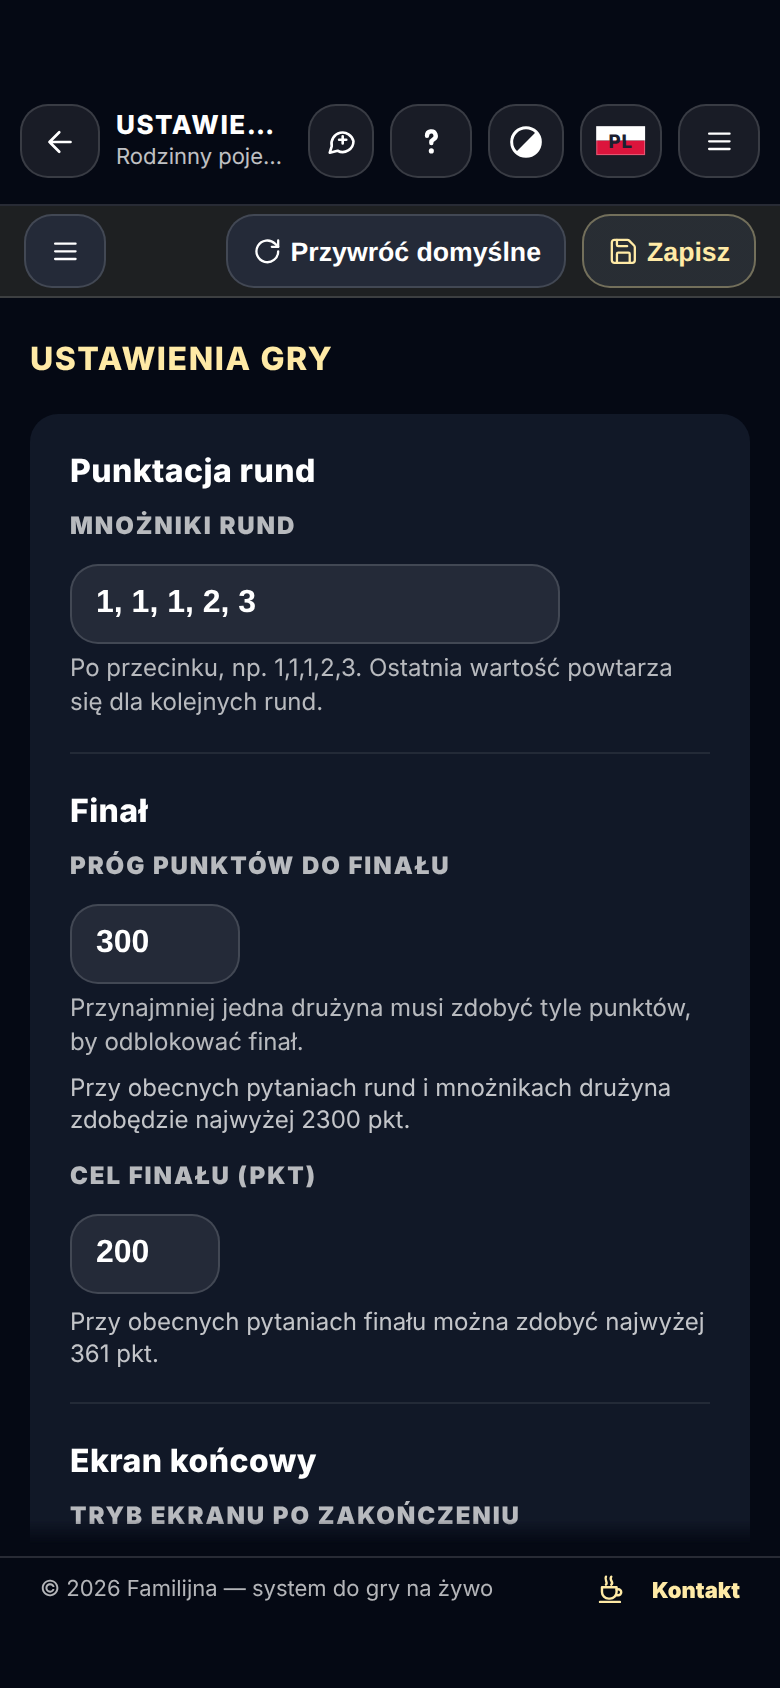 USTAWIE...
Rodzinny poje...
?
PL
Przywróć domyślne
Zapisz
USTAWIENIA GRY
Punktacja rund
MNOŻNIKI RUND
1, 1, 1, 2, 3
Po przecinku, np. 1,1,1,2,3. Ostatnia wartość powtarza
się dla kolejnych rund.
Finał
PRÓG PUNKTÓW DO FINAŁU
300
Przynajmniej jedna drużyna musi zdobyć tyle punktów,
by odblokować finał.
Przy obecnych pytaniach rund i mnożnikach drużyna
zdobędzie najwyżej 2300 pkt.
CEL FINAŁU (PKT)
200
Przy obecnych pytaniach finału można zdobyć najwyżej
361 pkt.
Ekran końcowy
TRYB EKRANU PO ZAKOŃCZENIU
© 2026 Familijna — system do gry na żywo
Kontakt